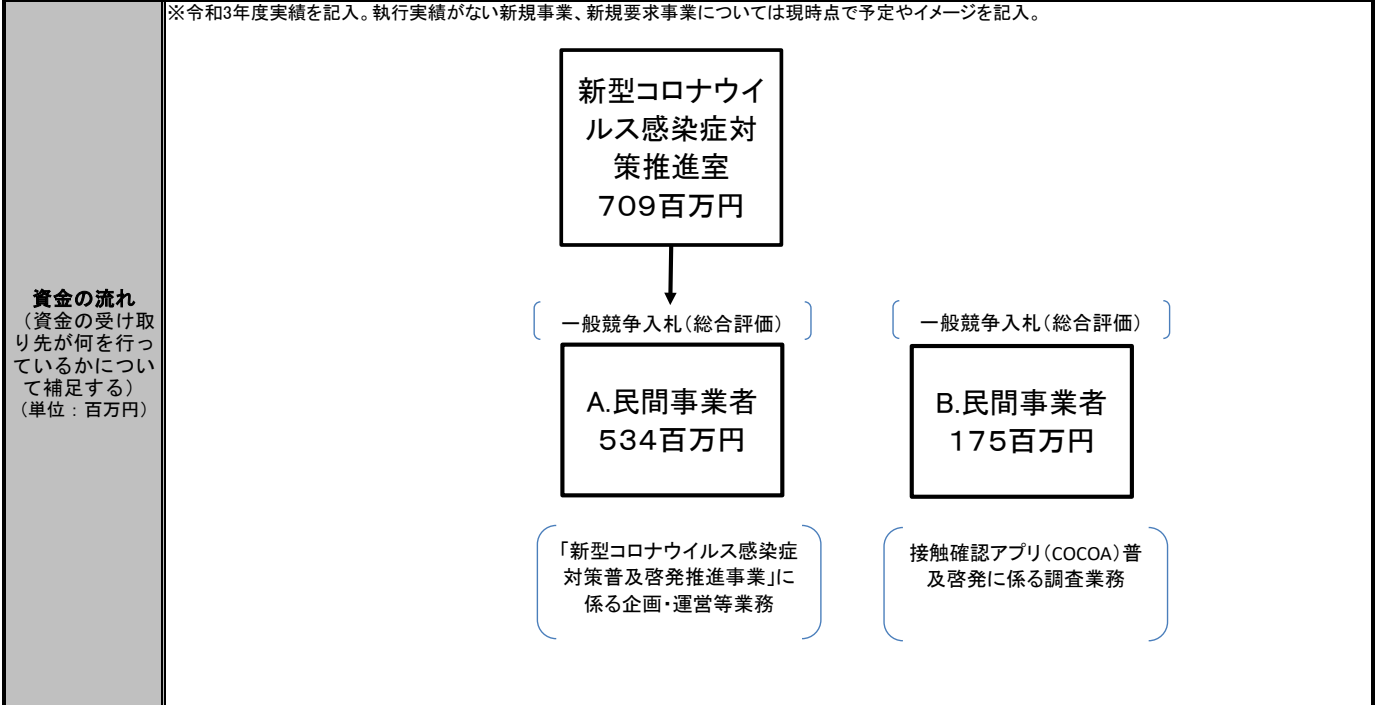 ※令和3年度実績を記入。執行実績がない新規事業、新規要求事業については現時点で予定やイメージを記入。
資金の流れ
（資金の受け取
り先が何を行っ
ているかについ
て補足する）
（単位：百万円）
新型コロナウイ
ルス感染症対
策推進室
７０９百万円
一般競争入札（総合評価）
A.民間事業者
５３４百万円
「新型コロナウイルス感染症
対策普及啓発推進事業」に
係る企画・運営等業務
一般競争入札（総合評価）
B.民間事業者
１７５百万円
接触確認アプリ（COCOA）普
及啓発に係る調査業務